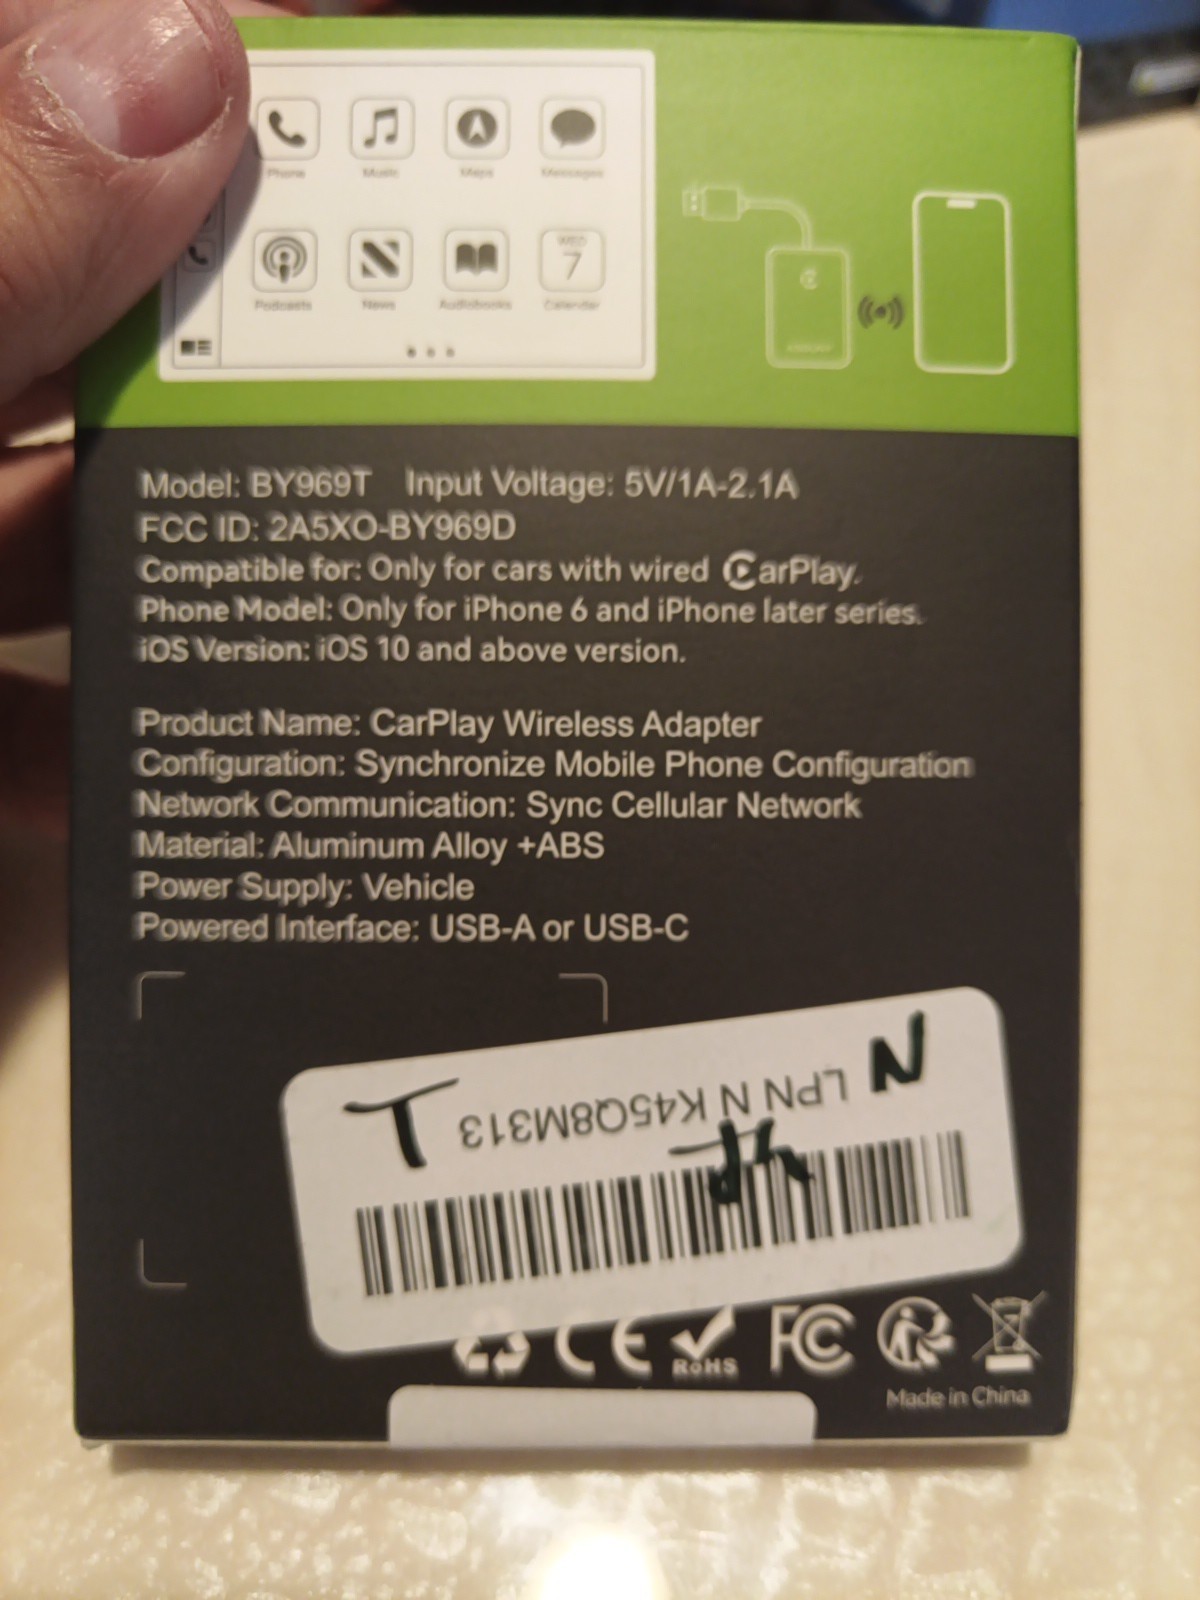 Phone Music Maps Messages
Podcasts News Audiobooks WED 7 Calendar
Model: BY969T Input Voltage: 5V/1A-2.1A
FCC ID: 2A5XO-BY969D
Compatible for: Only for cars with wired CarPlay.
Phone Model: Only for iPhone 6 and iPhone later series.
iOS Version: iOS 10 and above version.
Product Name: CarPlay Wireless Adapter
Configuration: Synchronize Mobile Phone Configuration
Network Communication: Sync Cellular Network
Material: Aluminum Alloy +ABS
Power Supply: Vehicle
Powered Interface: USB-A or USB-C
T N
LPN N K45Q8M313
CE RoHS FC
Made in China